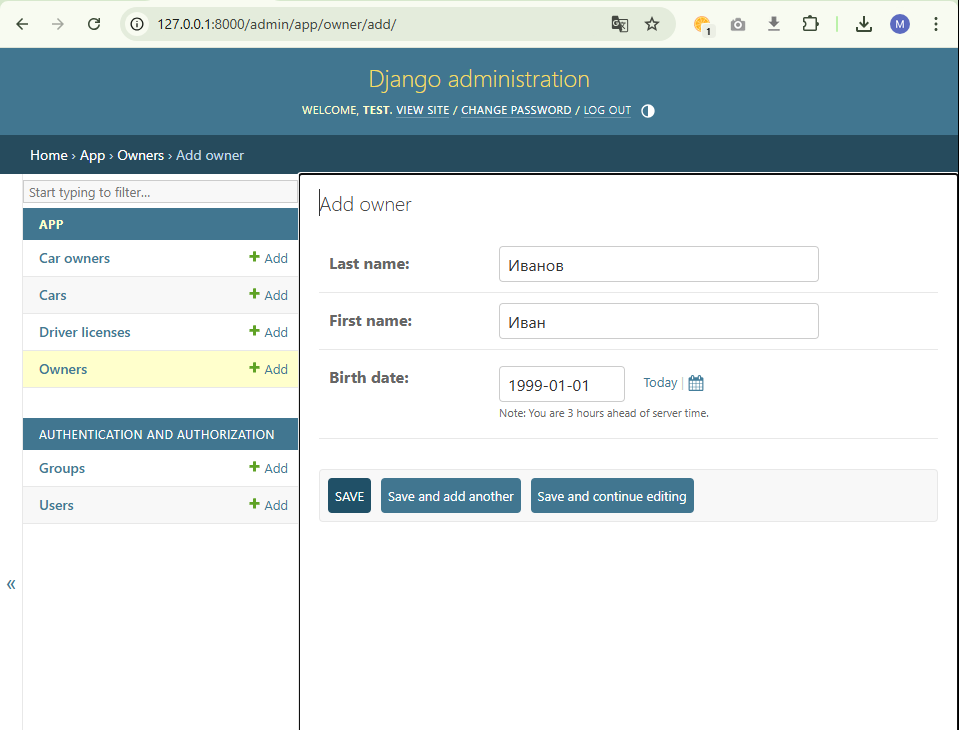 127.0.0.1:8000/admin/app/owner/add/
1
M
Django administration
WELCOME, TEST. VIEW SITE / CHANGE PASSWORD / LOG OUT
Home › App › Owners › Add owner
Start typing to filter...
APP
Car owners + Add
Cars + Add
Driver licenses + Add
Owners + Add
AUTHENTICATION AND AUTHORIZATION
Groups + Add
Users + Add
«
Add owner
Last name: Иванов
First name: Иван
Birth date: 1999-01-01 Today |
Note: You are 3 hours ahead of server time.
SAVE Save and add another Save and continue editing